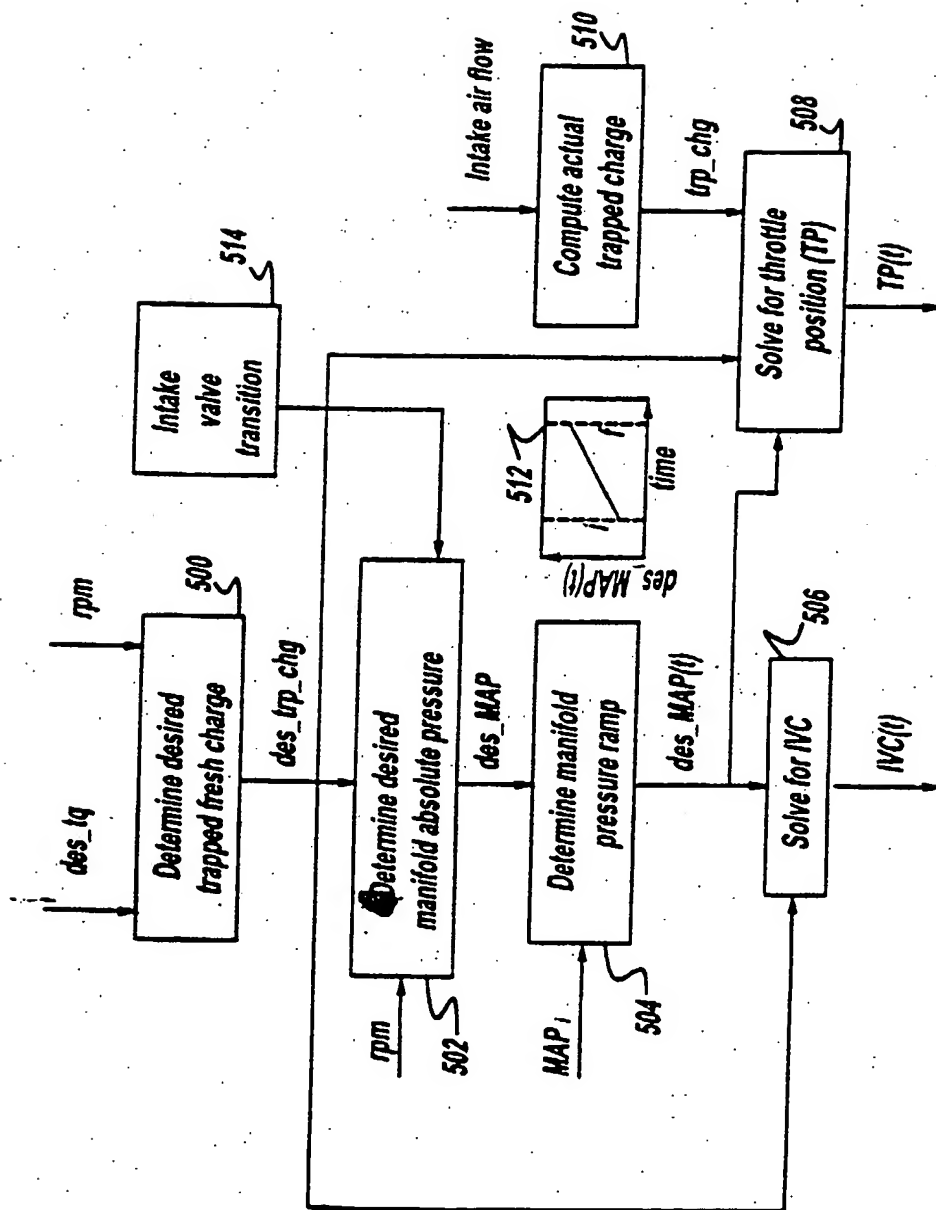 des_tq
rpm
Determine desired
trapped fresh charge
500
des_trp_chg
Intake
valve
transition
514
rpm
Determine desired
manifold absolute pressure
502
des_MAP
MAP i
Determine manifold
pressure ramp
504
des_MAP(t)
512
i
f
time
des_MAP(t)
Solve for IVC
506
IVC(t)
Intake air flow
Compute actual
trapped charge
510
trp_chg
Solve for throttle
position (TP)
508
TP(t)